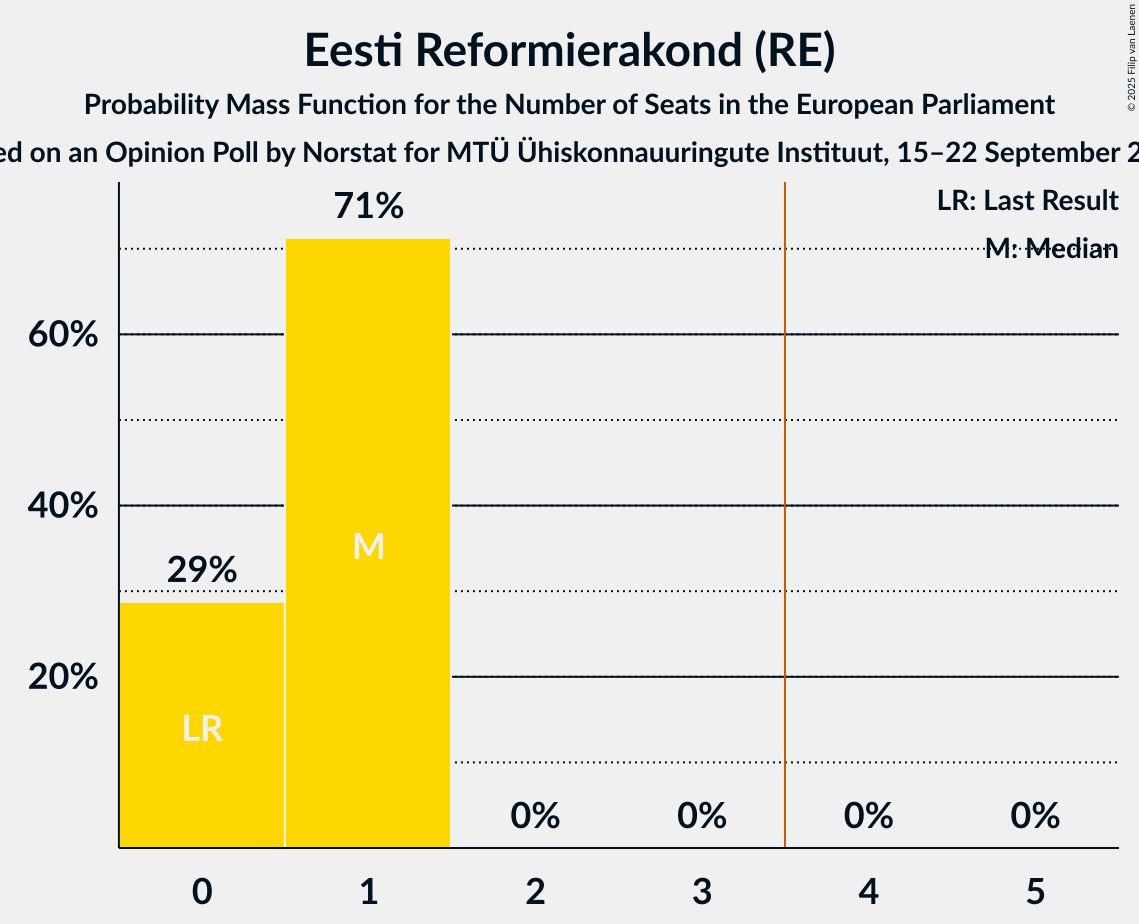 Eesti Reformierakond (RE)
Probability Mass Function for the Number of Seats in the European Parliament
ed on an Opinion Poll by Norstat for MTÜ Ühiskonnauuringute Instituut, 15–22 September 2
© 2025 Filip van Laenen
LR: Last Result
M: Median
71%
60%
40%
29%
20%
M
LR
0%
0%
0%
0%
0
1
2
3
4
5